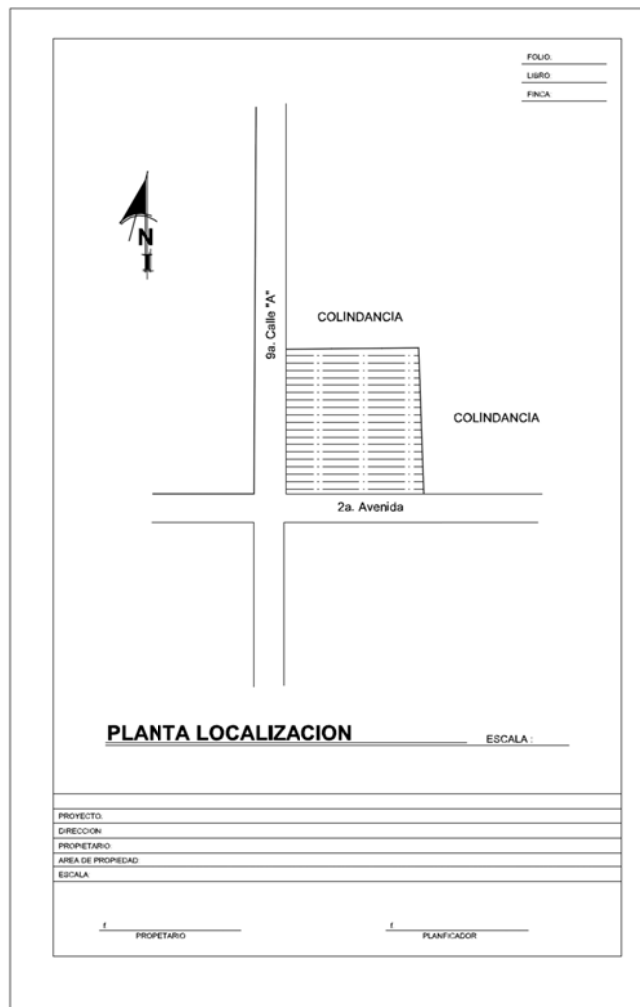 FOLIO:
LIBRO:
FINCA:
N
9a. Calle "A"
COLINDANCIA
COLINDANCIA
2a. Avenida
PLANTA LOCALIZACION
ESCALA :
PROYECTO:
DIRECCION:
PROPIETARIO:
AREA DE PROPIEDAD:
ESCALA:
f.
PROPETARIO
f.
PLANFICADOR